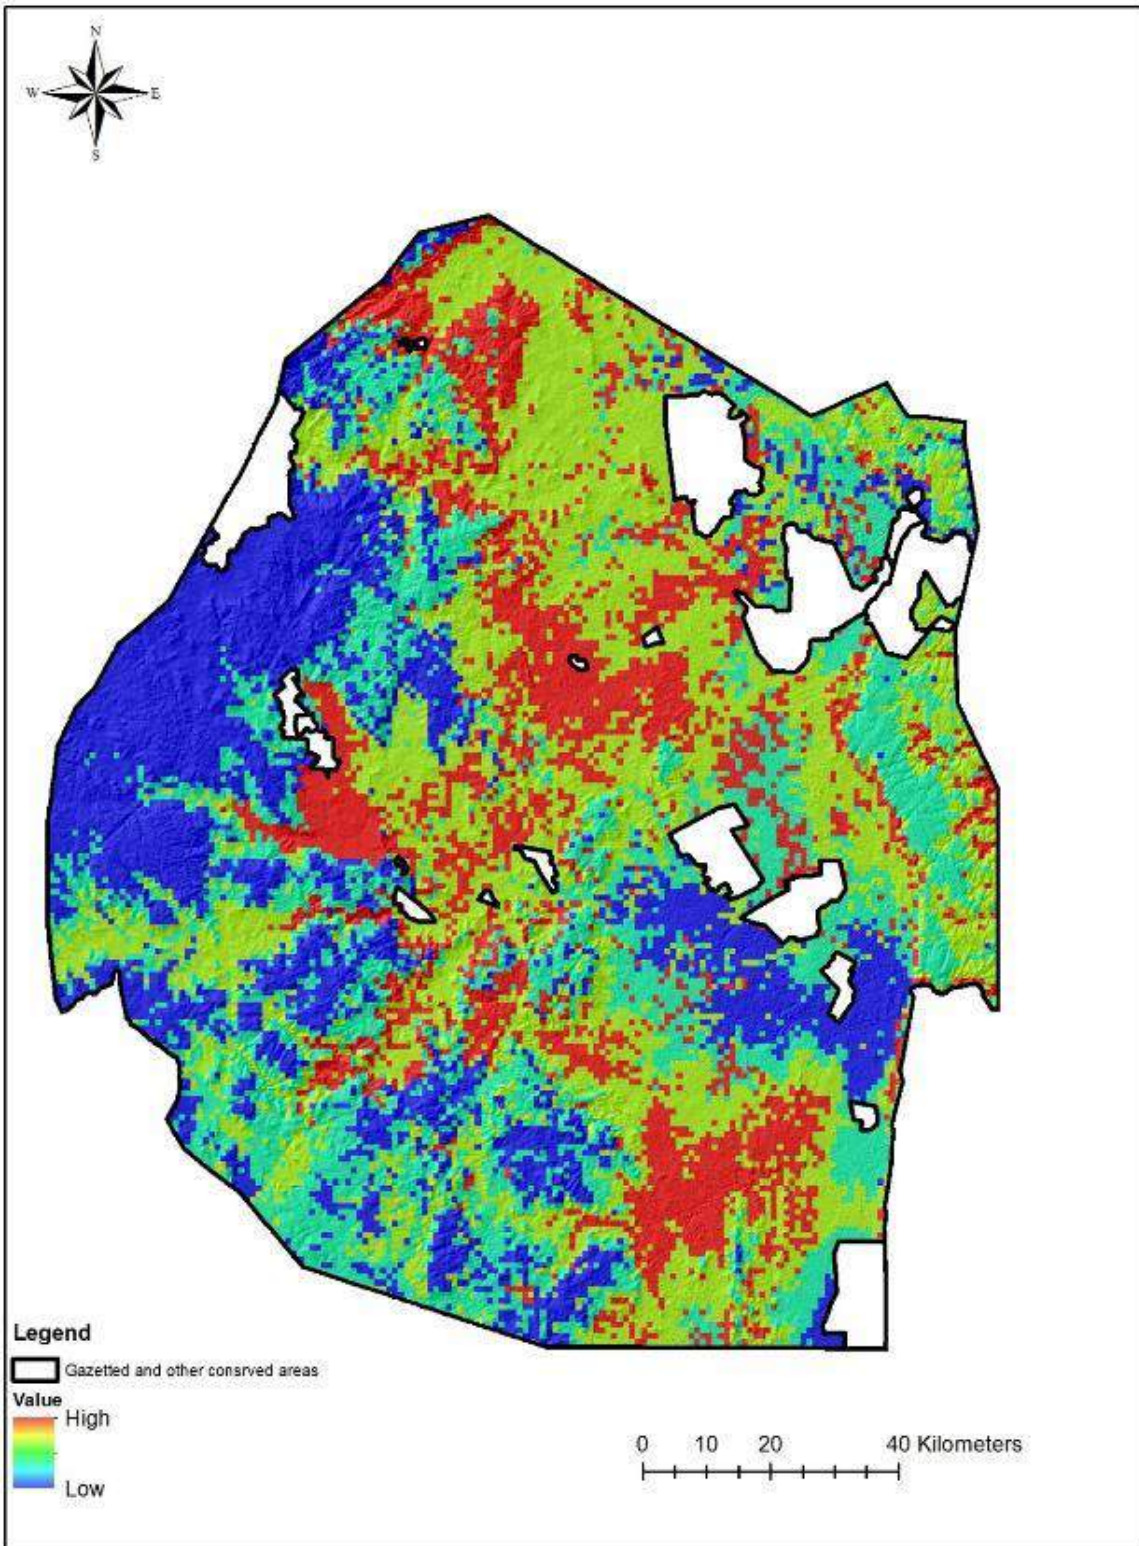 N
W E
S
Legend
Gazetted and other consrved areas
Value
High
Low
0 10 20 40 Kilometers